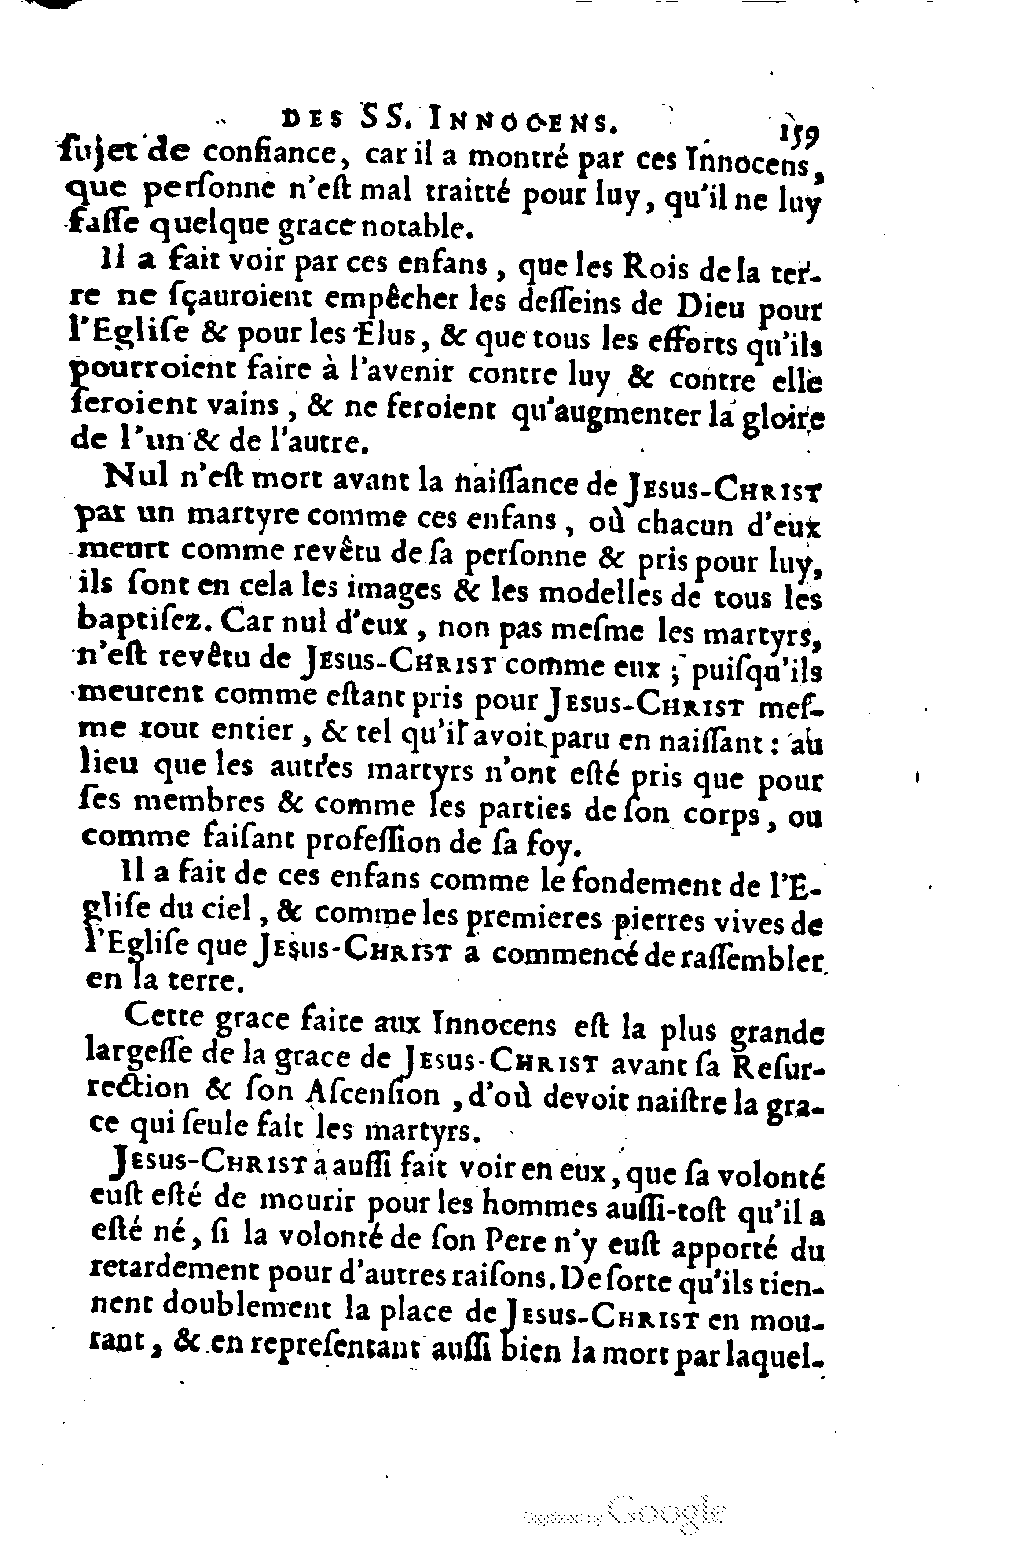 DES SS. INNOCENS. 159
ſujet de confiance, car il a montré par ces Innocens,
que perſonne n'eſt mal traitté pour luy, qu'il ne luy
faſſe quelque grace notable.
Il a fait voir par ces enfans, que les Rois de la ter-
re ne ſçauroient empêcher les deſſeins de Dieu pour
l'Egliſe & pour les Elus, & que tous les efforts qu'ils
pourroient faire à l'avenir contre luy & contre elle
ſeroient vains, & ne feroient qu'augmenter la gloire
de l'un & de l'autre.
Nul n'eſt mort avant la naiſſance de JESUS-CHRIST
par un martyre comme ces enfans, où chacun d'eux
meurt comme revêtu de ſa perſonne & pris pour luy,
ils ſont en cela les images & les modelles de tous les
baptiſez. Car nul d'eux, non pas meſme les martyrs,
n'eſt revêtu de JESUS-CHRIST comme eux; puiſqu'ils
meurent comme eſtant pris pour JESUS-CHRIST meſ-
me tout entier, & tel qu'il avoit paru en naiſſant: au
lieu que les autres martyrs n'ont eſté pris que pour
ſes membres & comme les parties de ſon corps, ou
comme faiſant profeſſion de ſa foy.
Il a fait de ces enfans comme le fondement de l'E-
gliſe du ciel, & comme les premieres pierres vives de
l'Egliſe que JESUS-CHRIST a commencé de raſſembler
en la terre.
Cette grace faite aux Innocens eſt la plus grande
largeſſe de la grace de JESUS-CHRIST avant ſa Reſur-
rection & ſon Aſcenſion, d'où devoit naiſtre la gra-
ce qui ſeule fait les martyrs.
JESUS-CHRIST a auſſi fait voir en eux, que ſa volonté
euſt eſté de mourir pour les hommes auſſi-toſt qu'il a
eſté né, ſi la volonté de ſon Pere n'y euſt apporté du
retardement pour d'autres raiſons. De ſorte qu'ils tien-
nent doublement la place de JESUS-CHRIST en mou-
rant, & en repreſentant auſſi bien la mort par laquel-
Digitized by Google